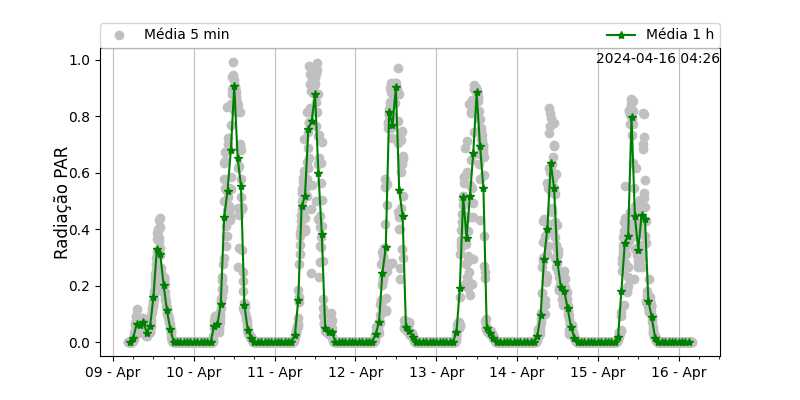 Média 5 min Média 1 h
2024-04-16 04:26
Radiação PAR
1.0
0.8
0.6
0.4
0.2
0.0
09 - Apr 10 - Apr 11 - Apr 12 - Apr 13 - Apr 14 - Apr 15 - Apr 16 - Apr